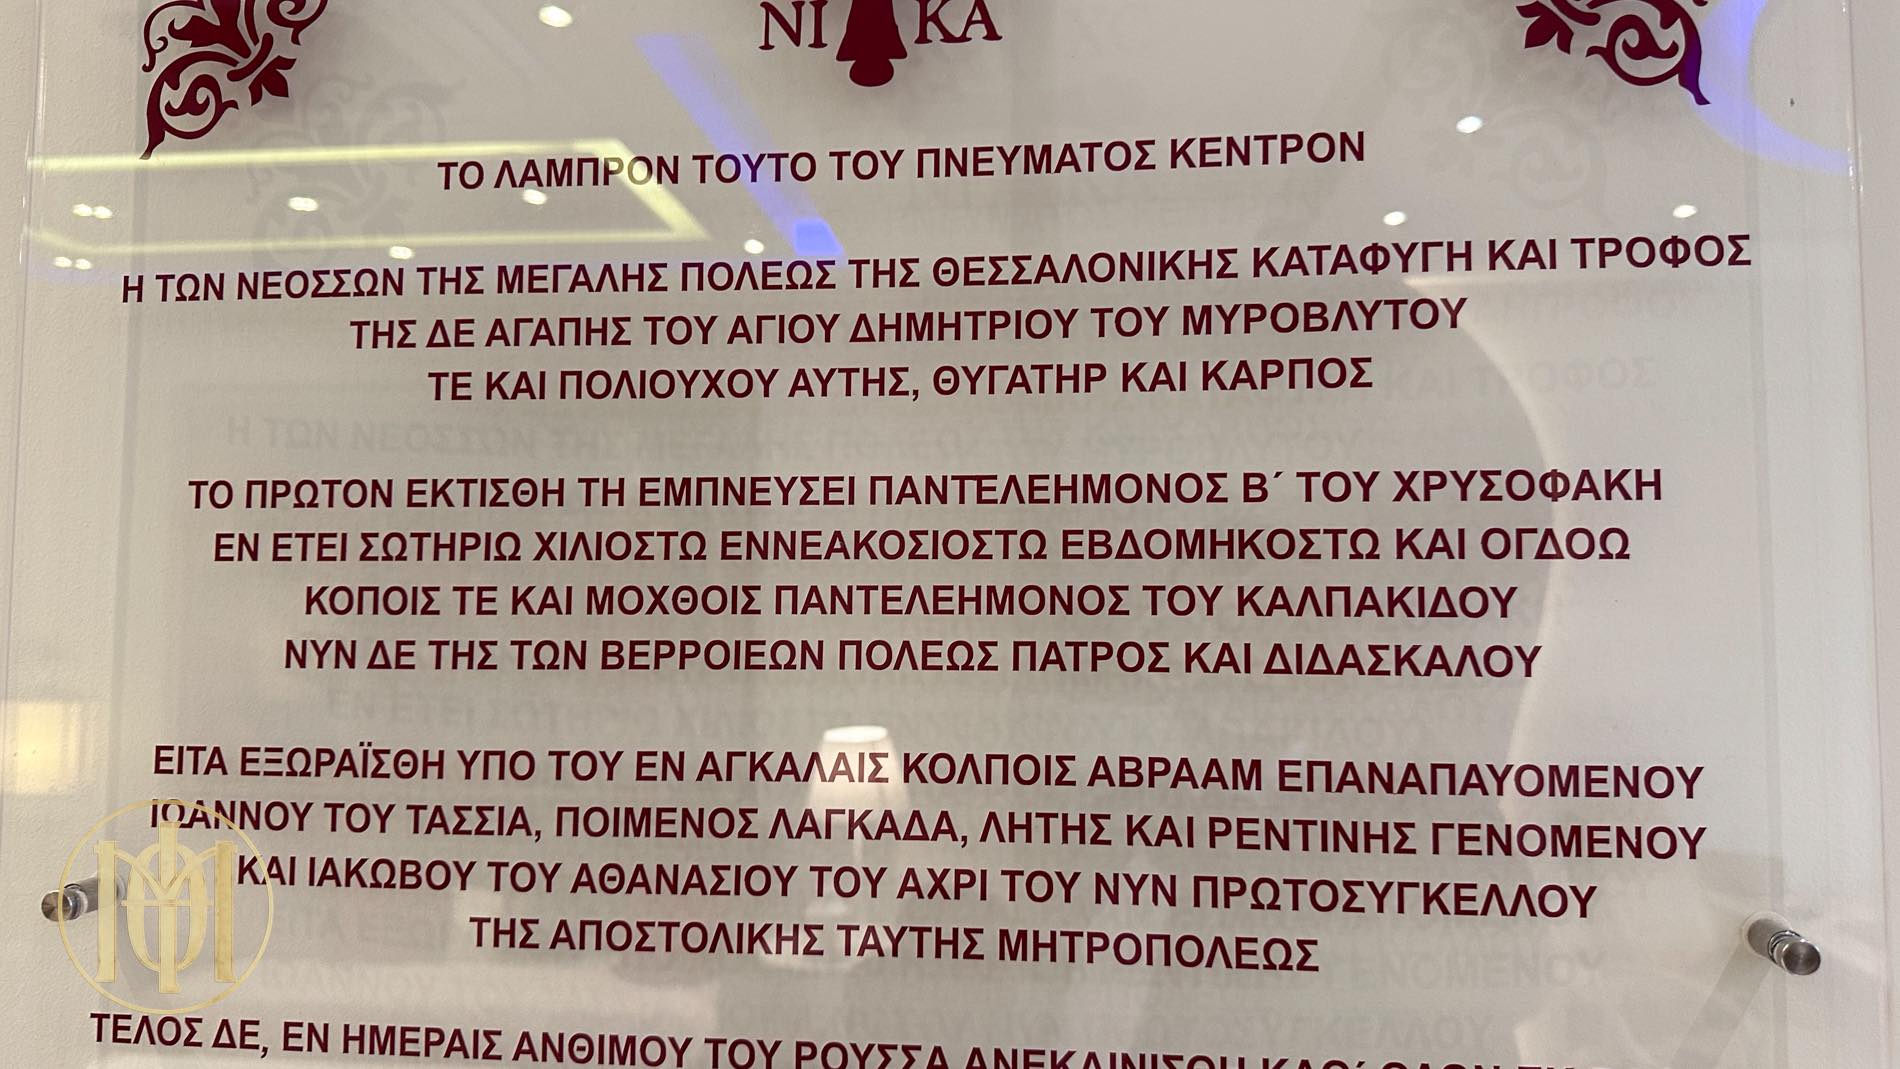 ΝΙ ΚΑ
ΤΟ ΛΑΜΠΡΟΝ ΤΟΥΤΟ ΤΟΥ ΠΝΕΥΜΑΤΟΣ ΚΕΝΤΡΟΝ
Η ΤΩΝ ΝΕΟΣΣΩΝ ΤΗΣ ΜΕΓΑΛΗΣ ΠΟΛΕΩΣ ΤΗΣ ΘΕΣΣΑΛΟΝΙΚΗΣ ΚΑΤΑΦΥΓΗ ΚΑΙ ΤΡΟΦΟΣ
ΤΗΣ ΔΕ ΑΓΑΠΗΣ ΤΟΥ ΑΓΙΟΥ ΔΗΜΗΤΡΙΟΥ ΤΟΥ ΜΥΡΟΒΛΥΤΟΥ
ΤΕ ΚΑΙ ΠΟΛΙΟΥΧΟΥ ΑΥΤΗΣ, ΘΥΓΑΤΗΡ ΚΑΙ ΚΑΡΠΟΣ
ΤΟ ΠΡΩΤΟΝ ΕΚΤΙΣΘΗ ΤΗ ΕΜΠΝΕΥΣΕΙ ΠΑΝΤΕΛΕΗΜΟΝΟΣ Β΄ ΤΟΥ ΧΡΥΣΟΦΑΚΗ
ΕΝ ΕΤΕΙ ΣΩΤΗΡΙΩ ΧΙΛΙΟΣΤΩ ΕΝΝΕΑΚΟΣΙΟΣΤΩ ΕΒΔΟΜΗΚΟΣΤΩ ΚΑΙ ΟΓΔΟΩ
ΚΟΠΟΙΣ ΤΕ ΚΑΙ ΜΟΧΘΟΙΣ ΠΑΝΤΕΛΕΗΜΟΝΟΣ ΤΟΥ ΚΑΛΠΑΚΙΔΟΥ
ΝΥΝ ΔΕ ΤΗΣ ΤΩΝ ΒΕΡΡΟΙΕΩΝ ΠΟΛΕΩΣ ΠΑΤΡΟΣ ΚΑΙ ΔΙΔΑΣΚΑΛΟΥ
ΕΙΤΑ ΕΞΩΡΑΪΣΘΗ ΥΠΟ ΤΟΥ ΕΝ ΑΓΚΑΛΑΙΣ ΚΟΛΠΟΙΣ ΑΒΡΑΑΜ ΕΠΑΝΑΠΑΥΟΜΕΝΟΥ
ΙΩΑΝΝΟΥ ΤΟΥ ΤΑΣΣΙΑ, ΠΟΙΜΕΝΟΣ ΛΑΓΚΑΔΑ, ΛΗΤΗΣ ΚΑΙ ΡΕΝΤΙΝΗΣ ΓΕΝΟΜΕΝΟΥ
ΚΑΙ ΙΑΚΩΒΟΥ ΤΟΥ ΑΘΑΝΑΣΙΟΥ ΤΟΥ ΑΧΡΙ ΤΟΥ ΝΥΝ ΠΡΩΤΟΣΥΓΚΕΛΛΟΥ
ΤΗΣ ΑΠΟΣΤΟΛΙΚΗΣ ΤΑΥΤΗΣ ΜΗΤΡΟΠΟΛΕΩΣ
ΤΕΛΟΣ ΔΕ, ΕΝ ΗΜΕΡΑΙΣ ΑΝΘΙΜΟΥ ΤΟΥ ΡΟΥΣΣΑ ΑΝΕΚΑΙΝΙΣΘΗ ΚΑΘ΄